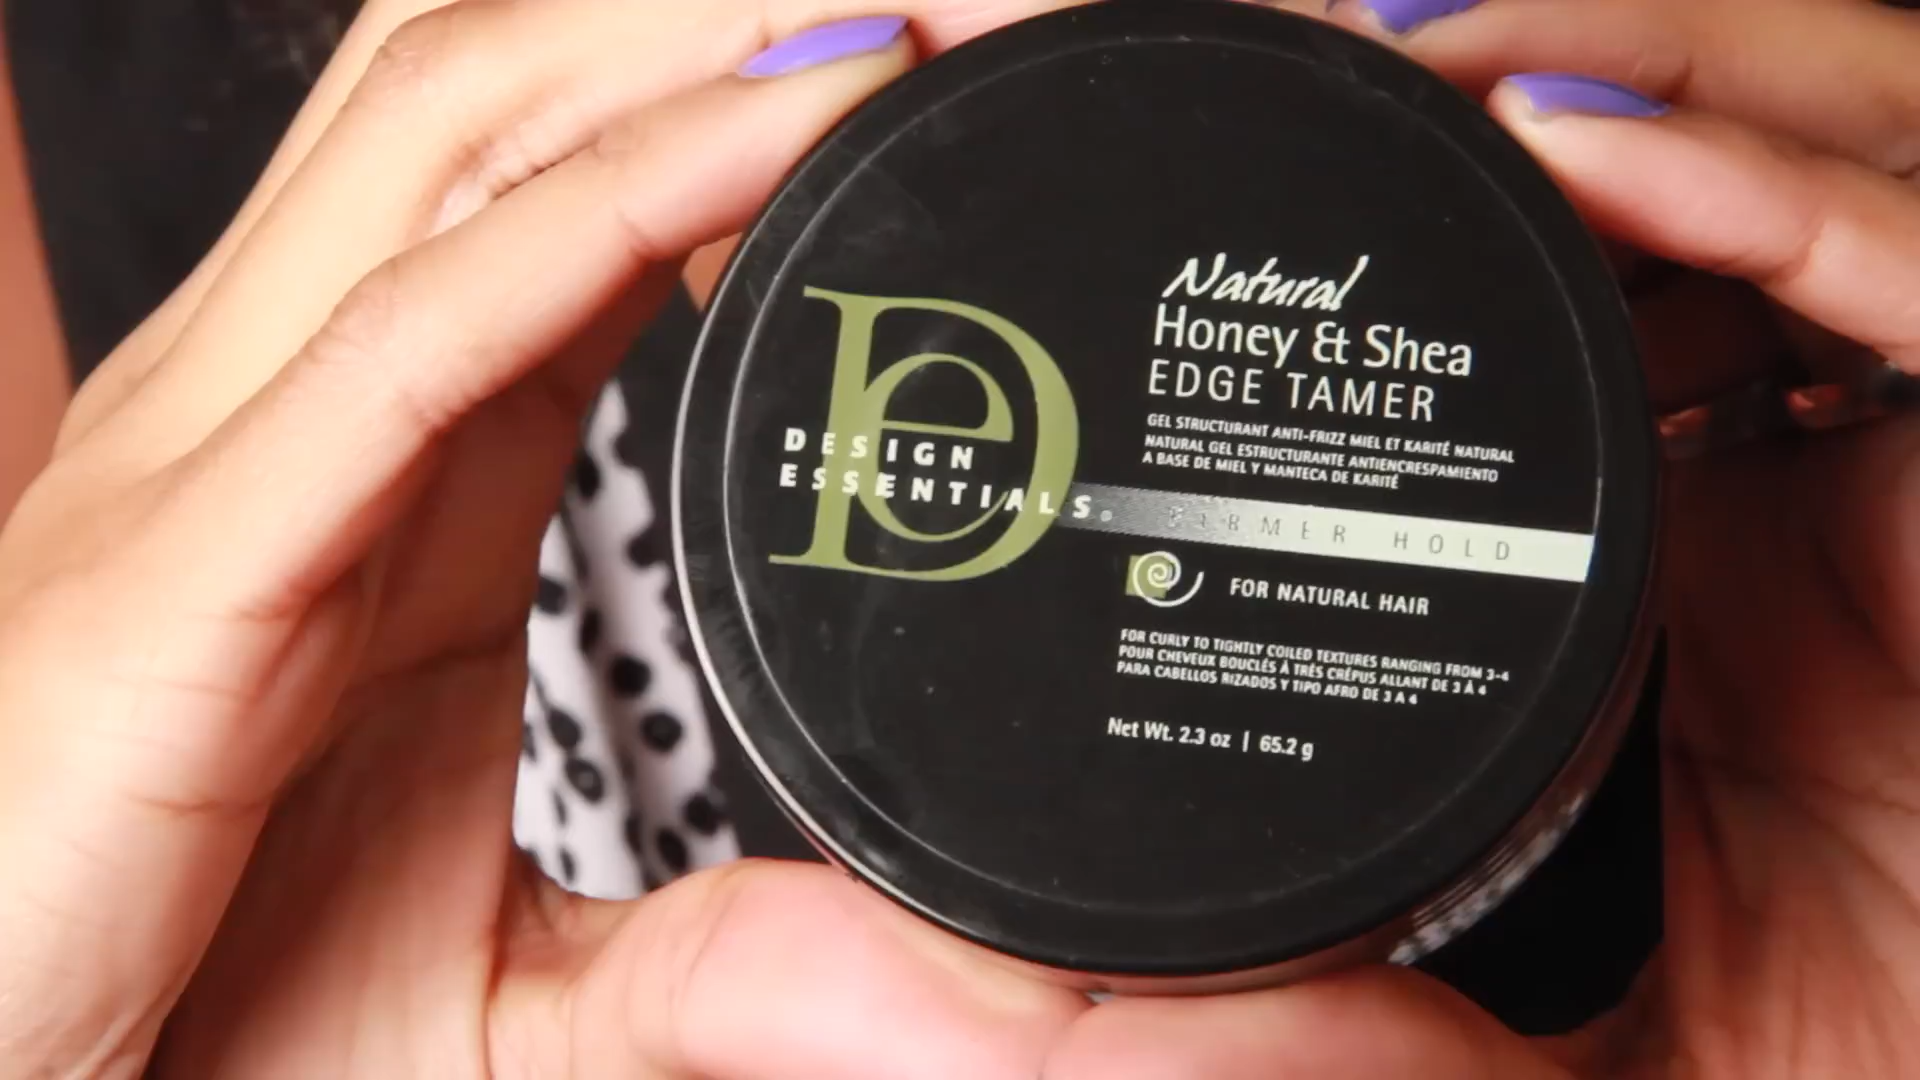 De
DESIGN
ESSENTIALS.
Natural
Honey & Shea
EDGE TAMER
GEL STRUCTURANT ANTI-FRIZZ MIEL ET KARITÉ NATURAL
NATURAL GEL ESTRUCTURANTE ANTIENCRESPAMIENTO
A BASE DE MIEL Y MANTECA DE KARITÉ
FIRMER HOLD
FOR NATURAL HAIR
FOR CURLY TO TIGHTLY COILED TEXTURES RANGING FROM 3-4
POUR CHEVEUX BOUCLÉS À TRÈS CRÉPUS ALLANT DE 3 À 4
PARA CABELLOS RIZADOS Y TIPO AFRO DE 3 A 4
Net Wt. 2.3 oz | 65.2 g